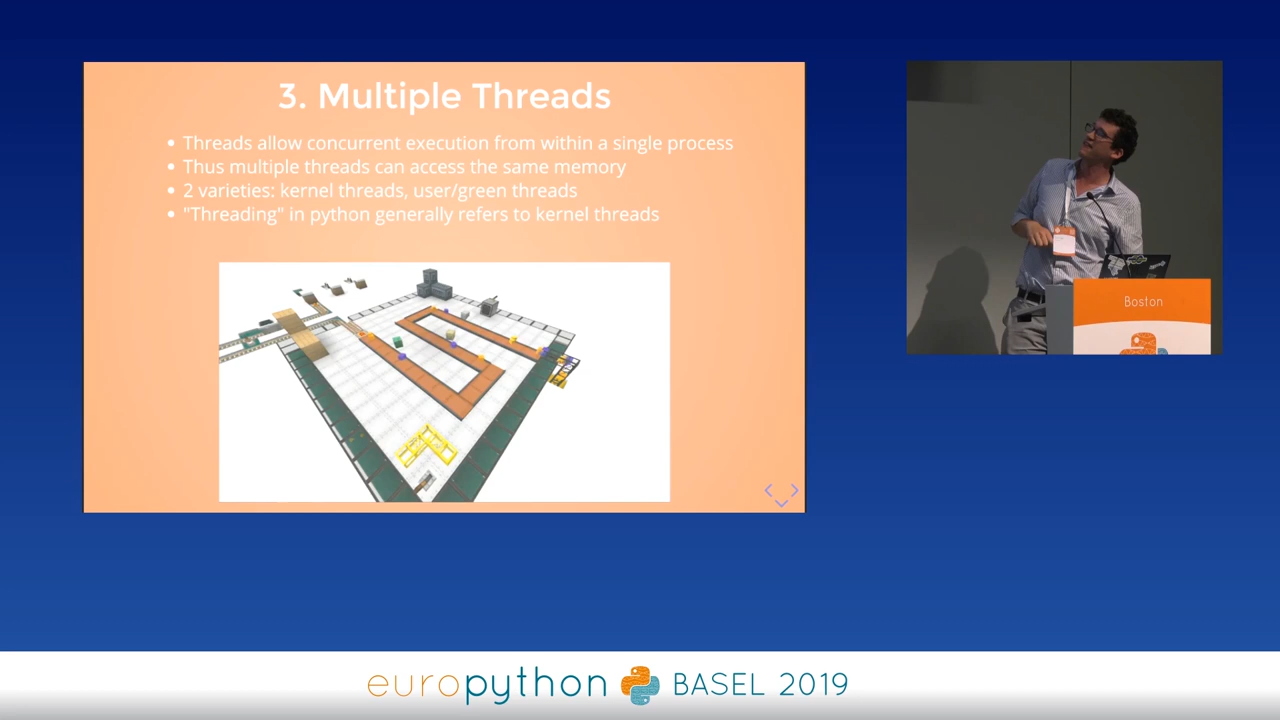 3. Multiple Threads
• Threads allow concurrent execution from within a single process
• Thus multiple threads can access the same memory
• 2 varieties: kernel threads, user/green threads
• "Threading" in python generally refers to kernel threads
Boston
europython BASEL 2019